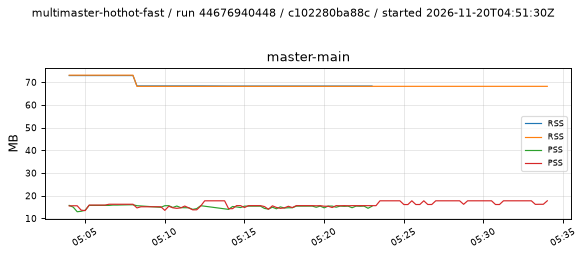 multimaster-hothot-fast / run 44676940448 / c102280ba88c / started 2026-11-20T04:51:30Z
master-main
MB
70
60
50
40
30
20
10
RSS
RSS
PSS
PSS
05:05
05:10
05:15
05:20
05:25
05:30
05:35